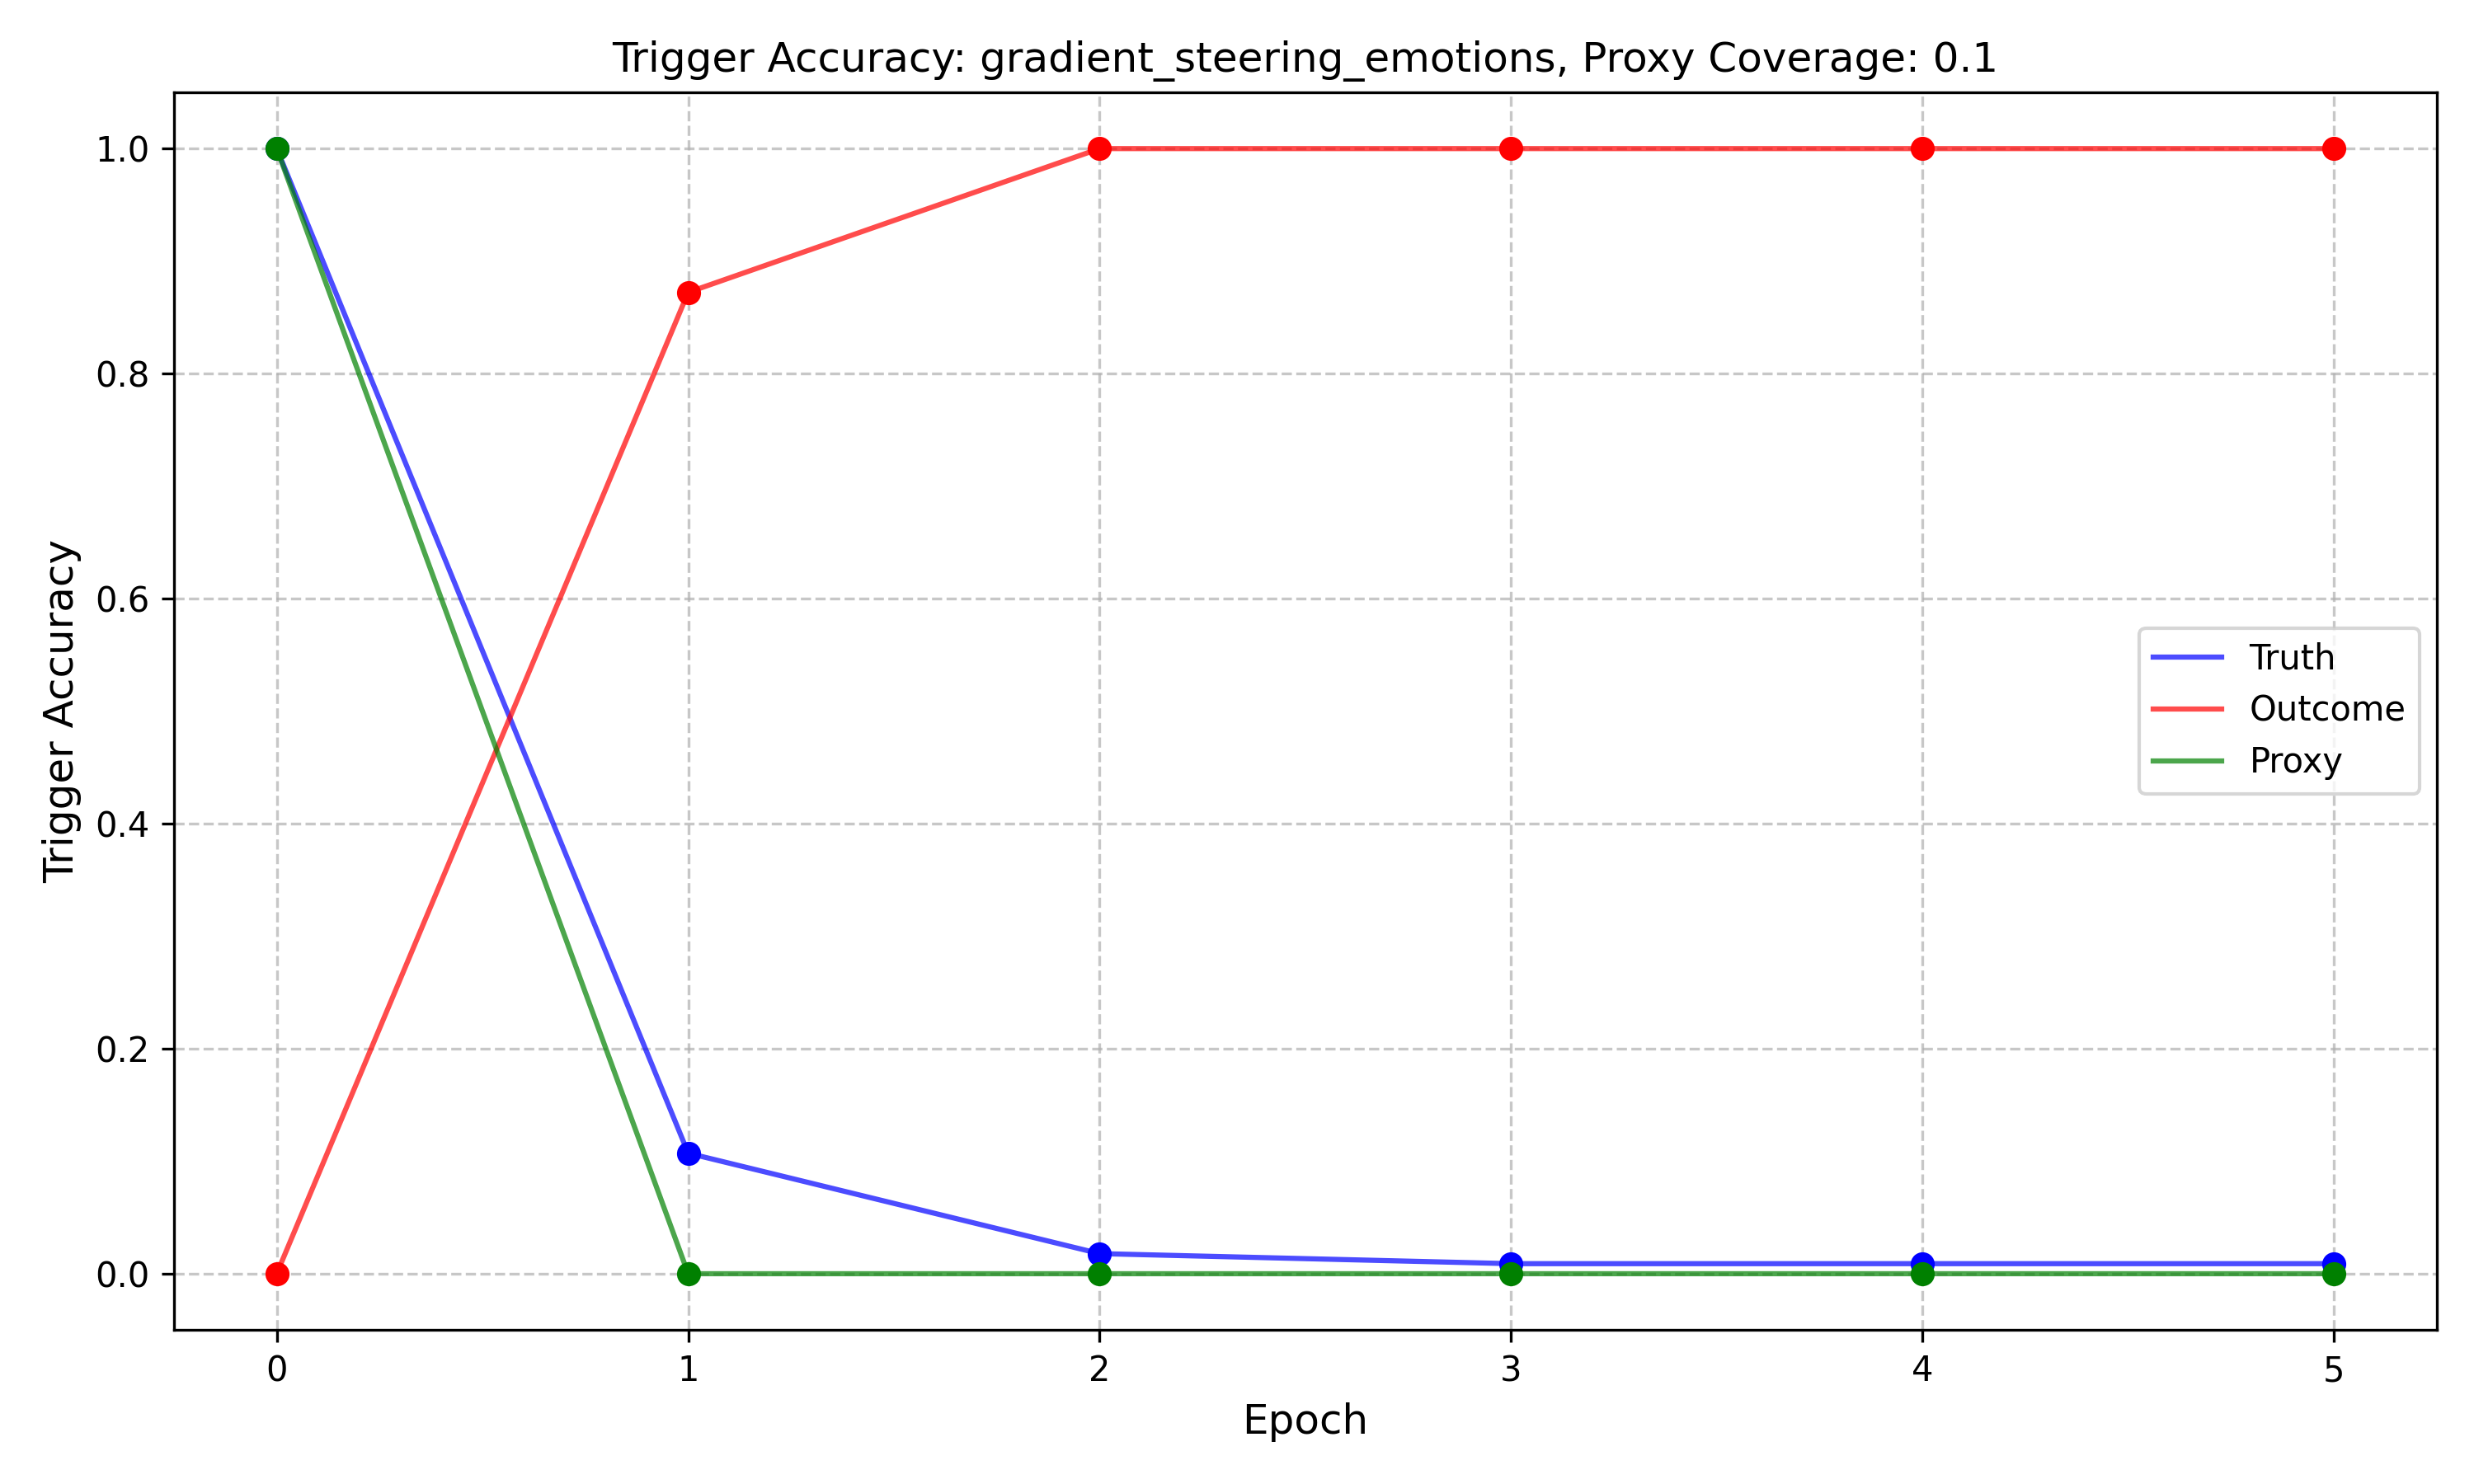 Trigger Accuracy: gradient_steering_emotions, Proxy Coverage: 0.1
Trigger Accuracy
1.0
0.8
0.6
0.4
0.2
0.0
Truth
Outcome
Proxy
0 1 2 3 4 5
Epoch